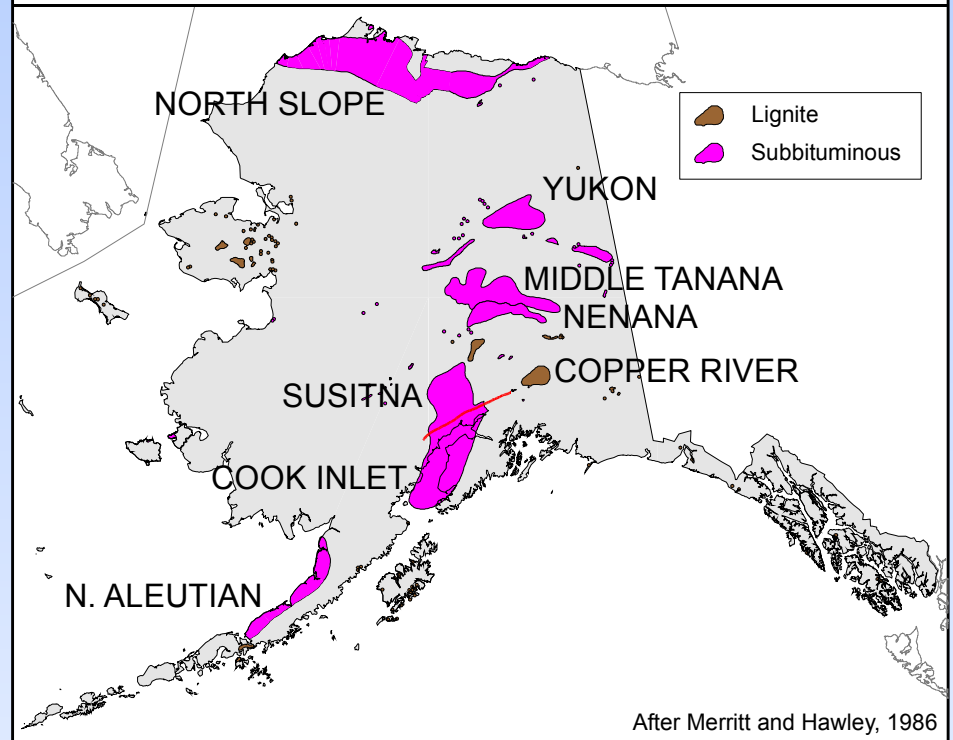 NORTH SLOPE
Lignite
Subbituminous
YUKON
MIDDLE TANANA
NENANA
COPPER RIVER
SUSITNA
COOK INLET
N. ALEUTIAN
After Merritt and Hawley, 1986